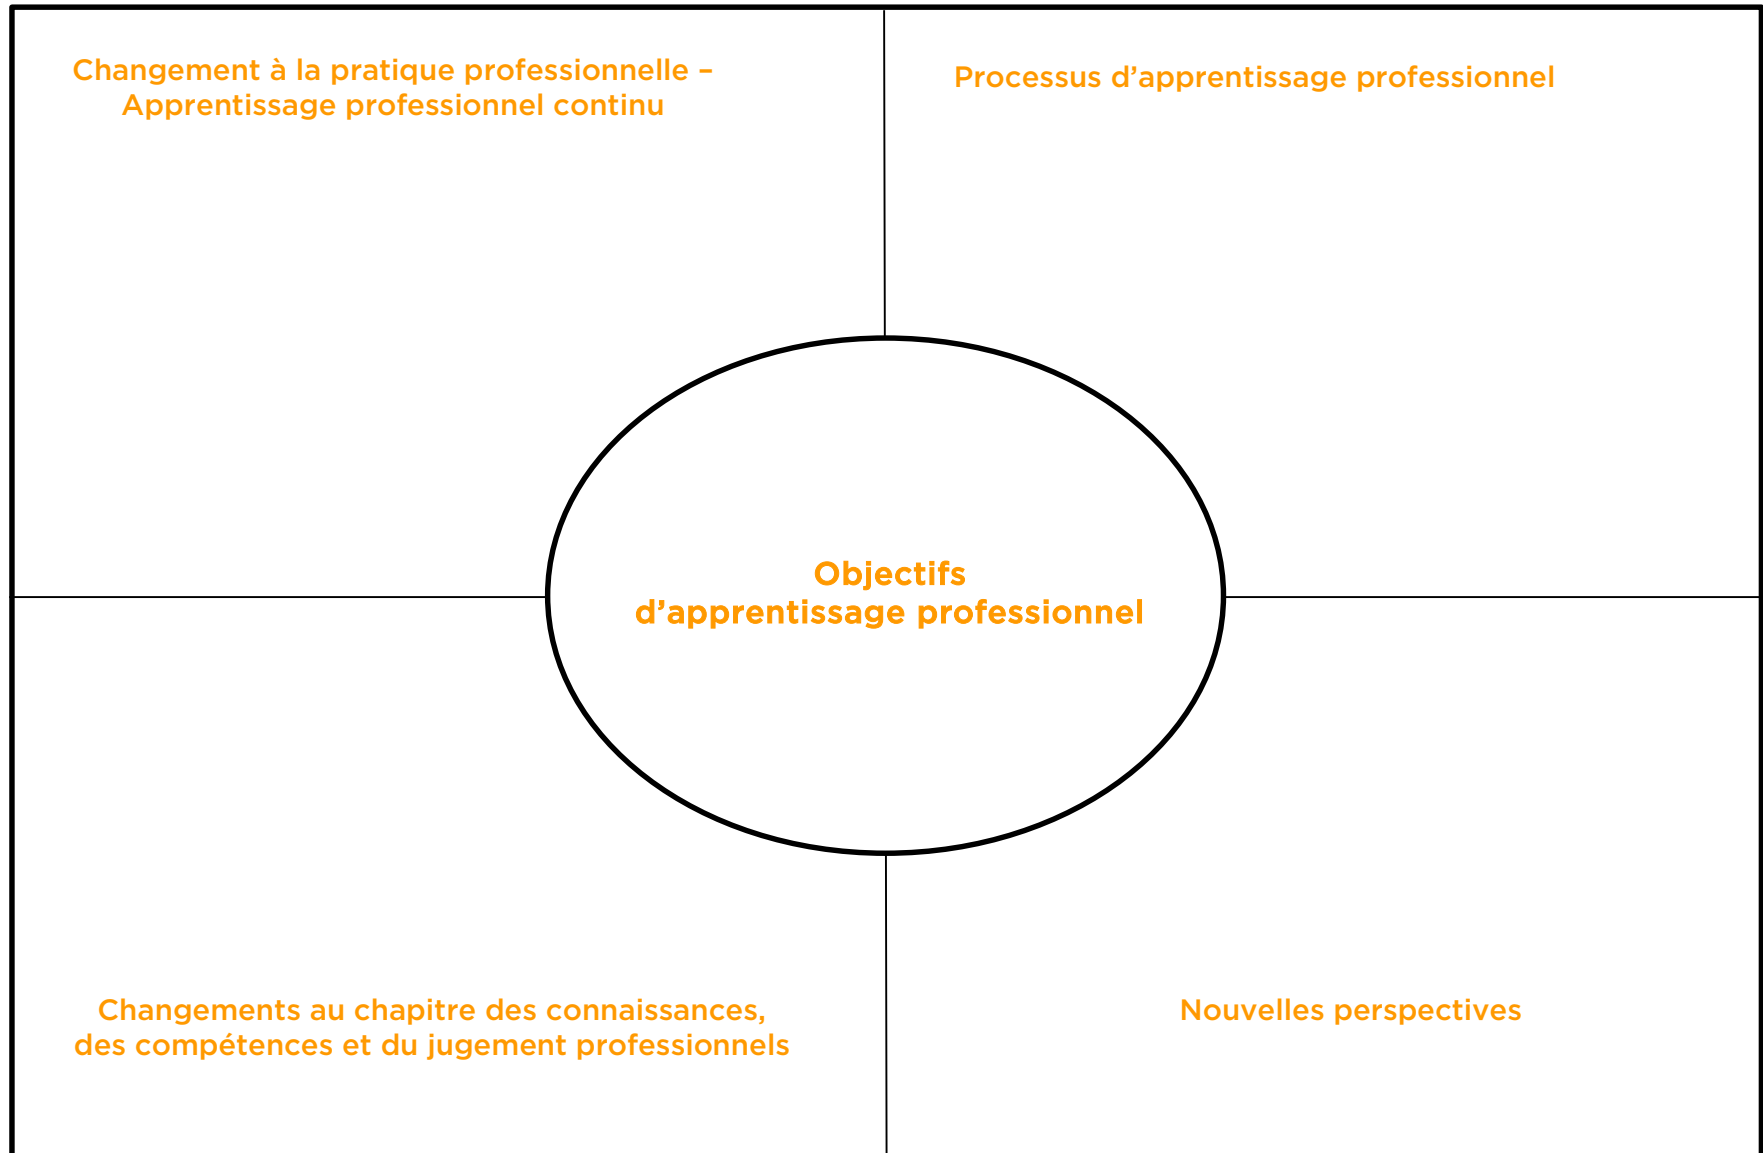 Changement à la pratique professionnelle –
Apprentissage professionnel continu
Processus d’apprentissage professionnel
Objectifs
d’apprentissage professionnel
Changements au chapitre des connaissances,
des compétences et du jugement professionnels
Nouvelles perspectives